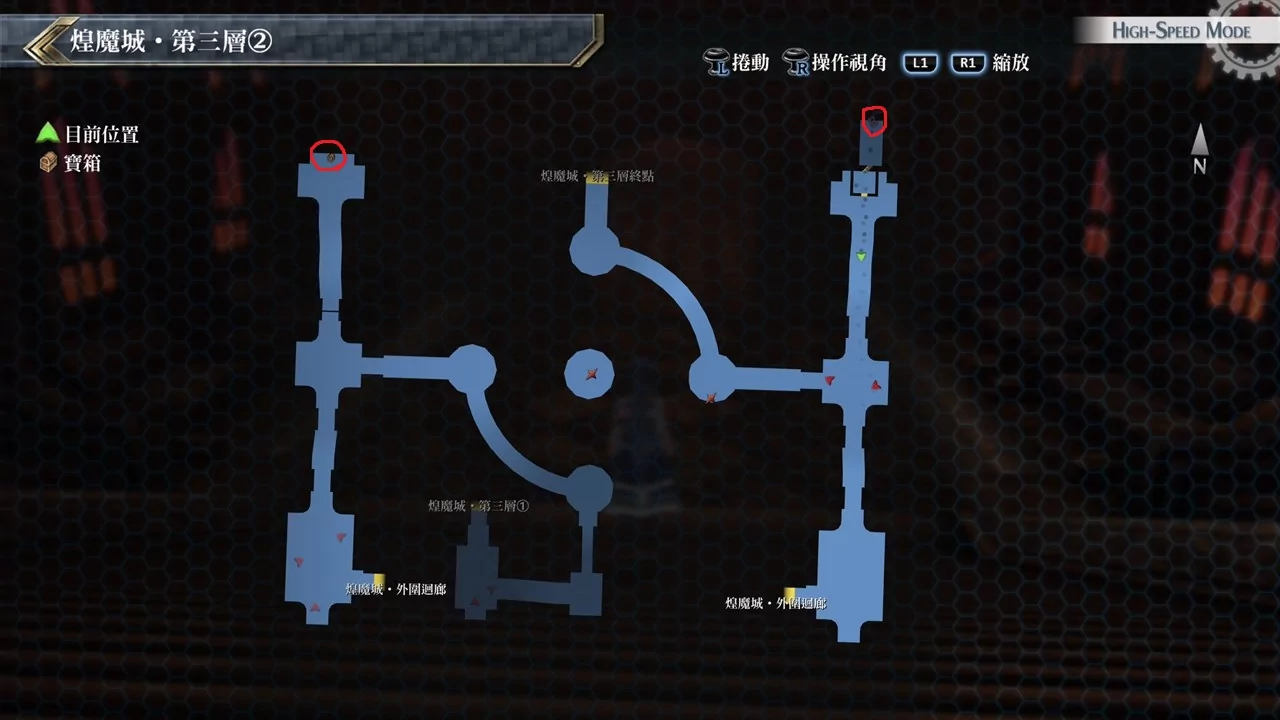 煌魔城・第三層②
HIGH-SPEED MODE
L捲動 R操作視角 L1 R1 縮放
目前位置
寶箱
N
煌魔城・第三層終點
煌魔城・第三層①
煌魔城・外圍迴廊
煌魔城・外圍迴廊